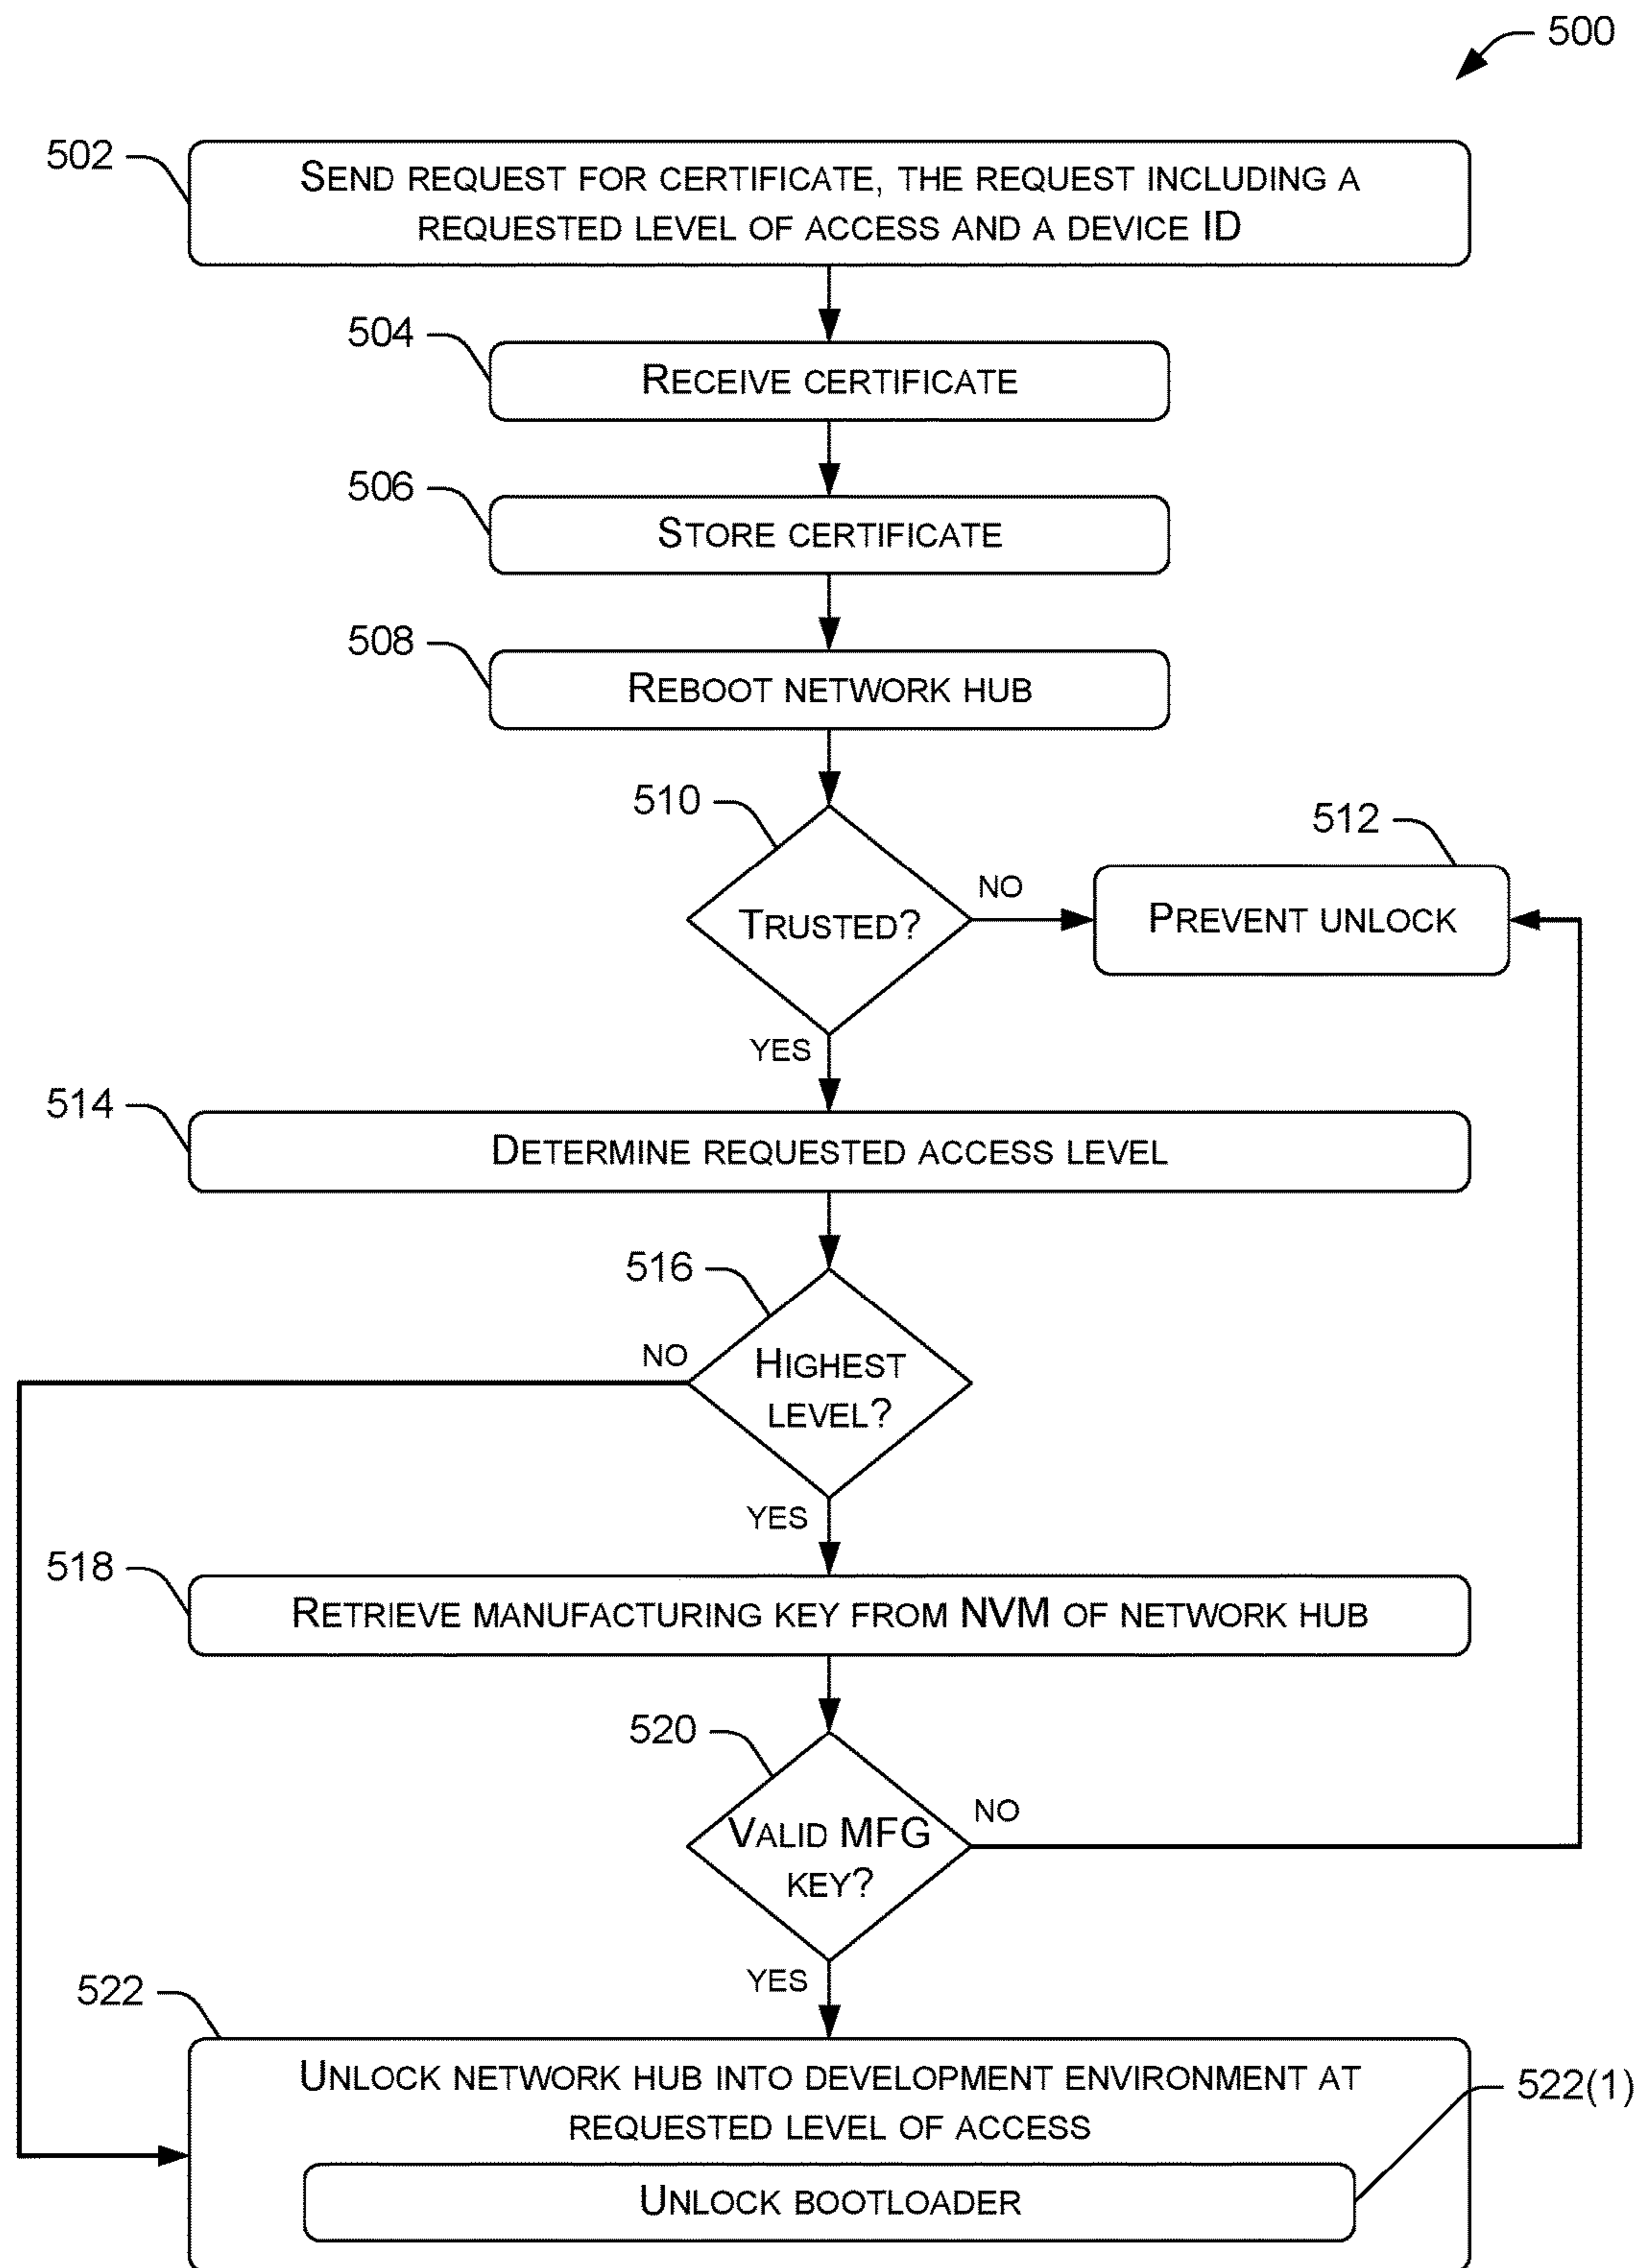 500
502
SEND REQUEST FOR CERTIFICATE, THE REQUEST INCLUDING A
REQUESTED LEVEL OF ACCESS AND A DEVICE ID
504
RECEIVE CERTIFICATE
506
STORE CERTIFICATE
508
REBOOT NETWORK HUB
510
512
TRUSTED?
NO
PREVENT UNLOCK
YES
514
DETERMINE REQUESTED ACCESS LEVEL
516
NO
HIGHEST
LEVEL?
YES
518
RETRIEVE MANUFACTURING KEY FROM NVM OF NETWORK HUB
520
NO
VALID MFG
KEY?
YES
522
UNLOCK NETWORK HUB INTO DEVELOPMENT ENVIRONMENT AT
REQUESTED LEVEL OF ACCESS
522(1)
UNLOCK BOOTLOADER